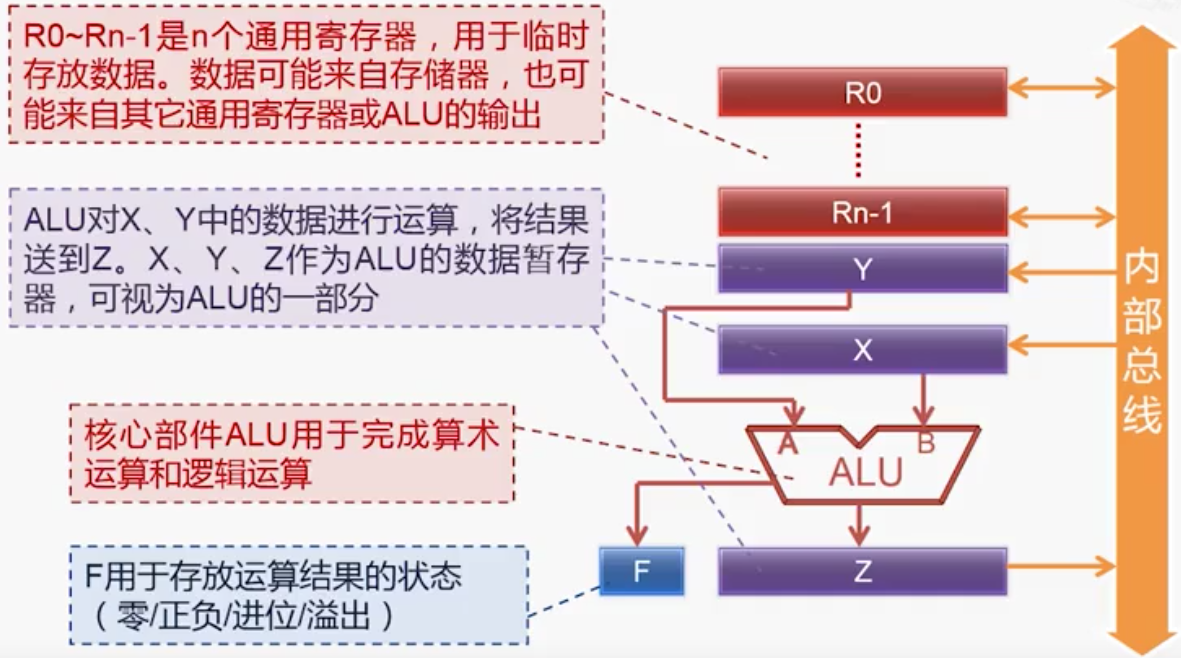 R0~Rn-1是n个通用寄存器，用于临时
存放数据。数据可能来自存储器，也可
能来自其它通用寄存器或ALU的输出
R0
Rn-1
ALU对X、Y中的数据进行运算，将结果
送到Z。X、Y、Z作为ALU的数据暂存
器，可视为ALU的一部分
Y
X
内部总线
核心部件ALU用于完成算术
运算和逻辑运算
A
B
ALU
F用于存放运算结果的状态
（零/正负/进位/溢出）
F
Z